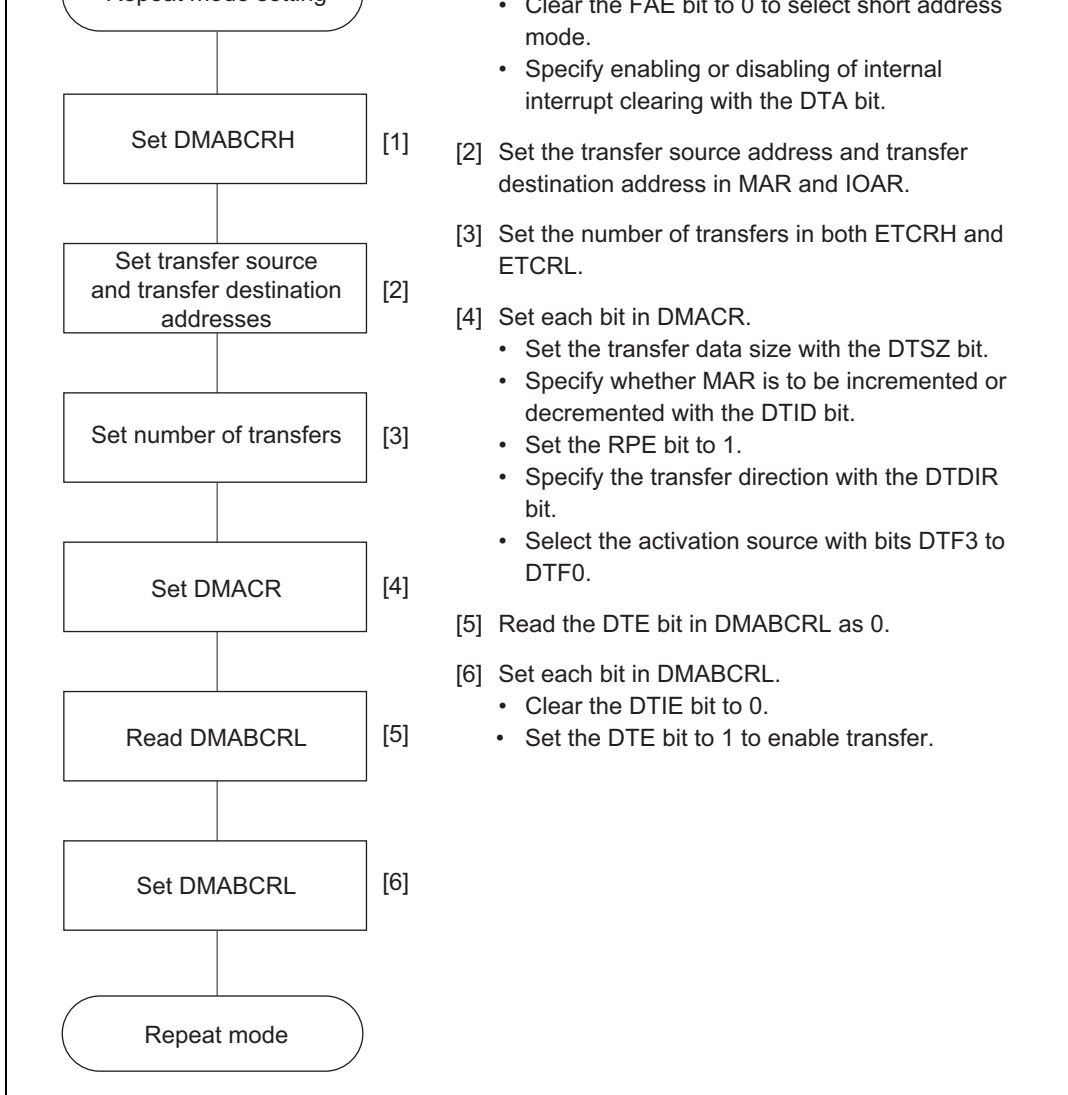 Repeat mode setting
Set DMABCRH
[1]
Set transfer source
and transfer destination
addresses
[2]
Set number of transfers
[3]
Set DMACR
[4]
Read DMABCRL
[5]
Set DMABCRL
[6]
Repeat mode
• Clear the FAE bit to 0 to select short address
mode.
• Specify enabling or disabling of internal
interrupt clearing with the DTA bit.
[2] Set the transfer source address and transfer
destination address in MAR and IOAR.
[3] Set the number of transfers in both ETCRH and
ETCRL.
[4] Set each bit in DMACR.
• Set the transfer data size with the DTSZ bit.
• Specify whether MAR is to be incremented or
decremented with the DTID bit.
• Set the RPE bit to 1.
• Specify the transfer direction with the DTDIR
bit.
• Select the activation source with bits DTF3 to
DTF0.
[5] Read the DTE bit in DMABCRL as 0.
[6] Set each bit in DMABCRL.
• Clear the DTIE bit to 0.
• Set the DTE bit to 1 to enable transfer.